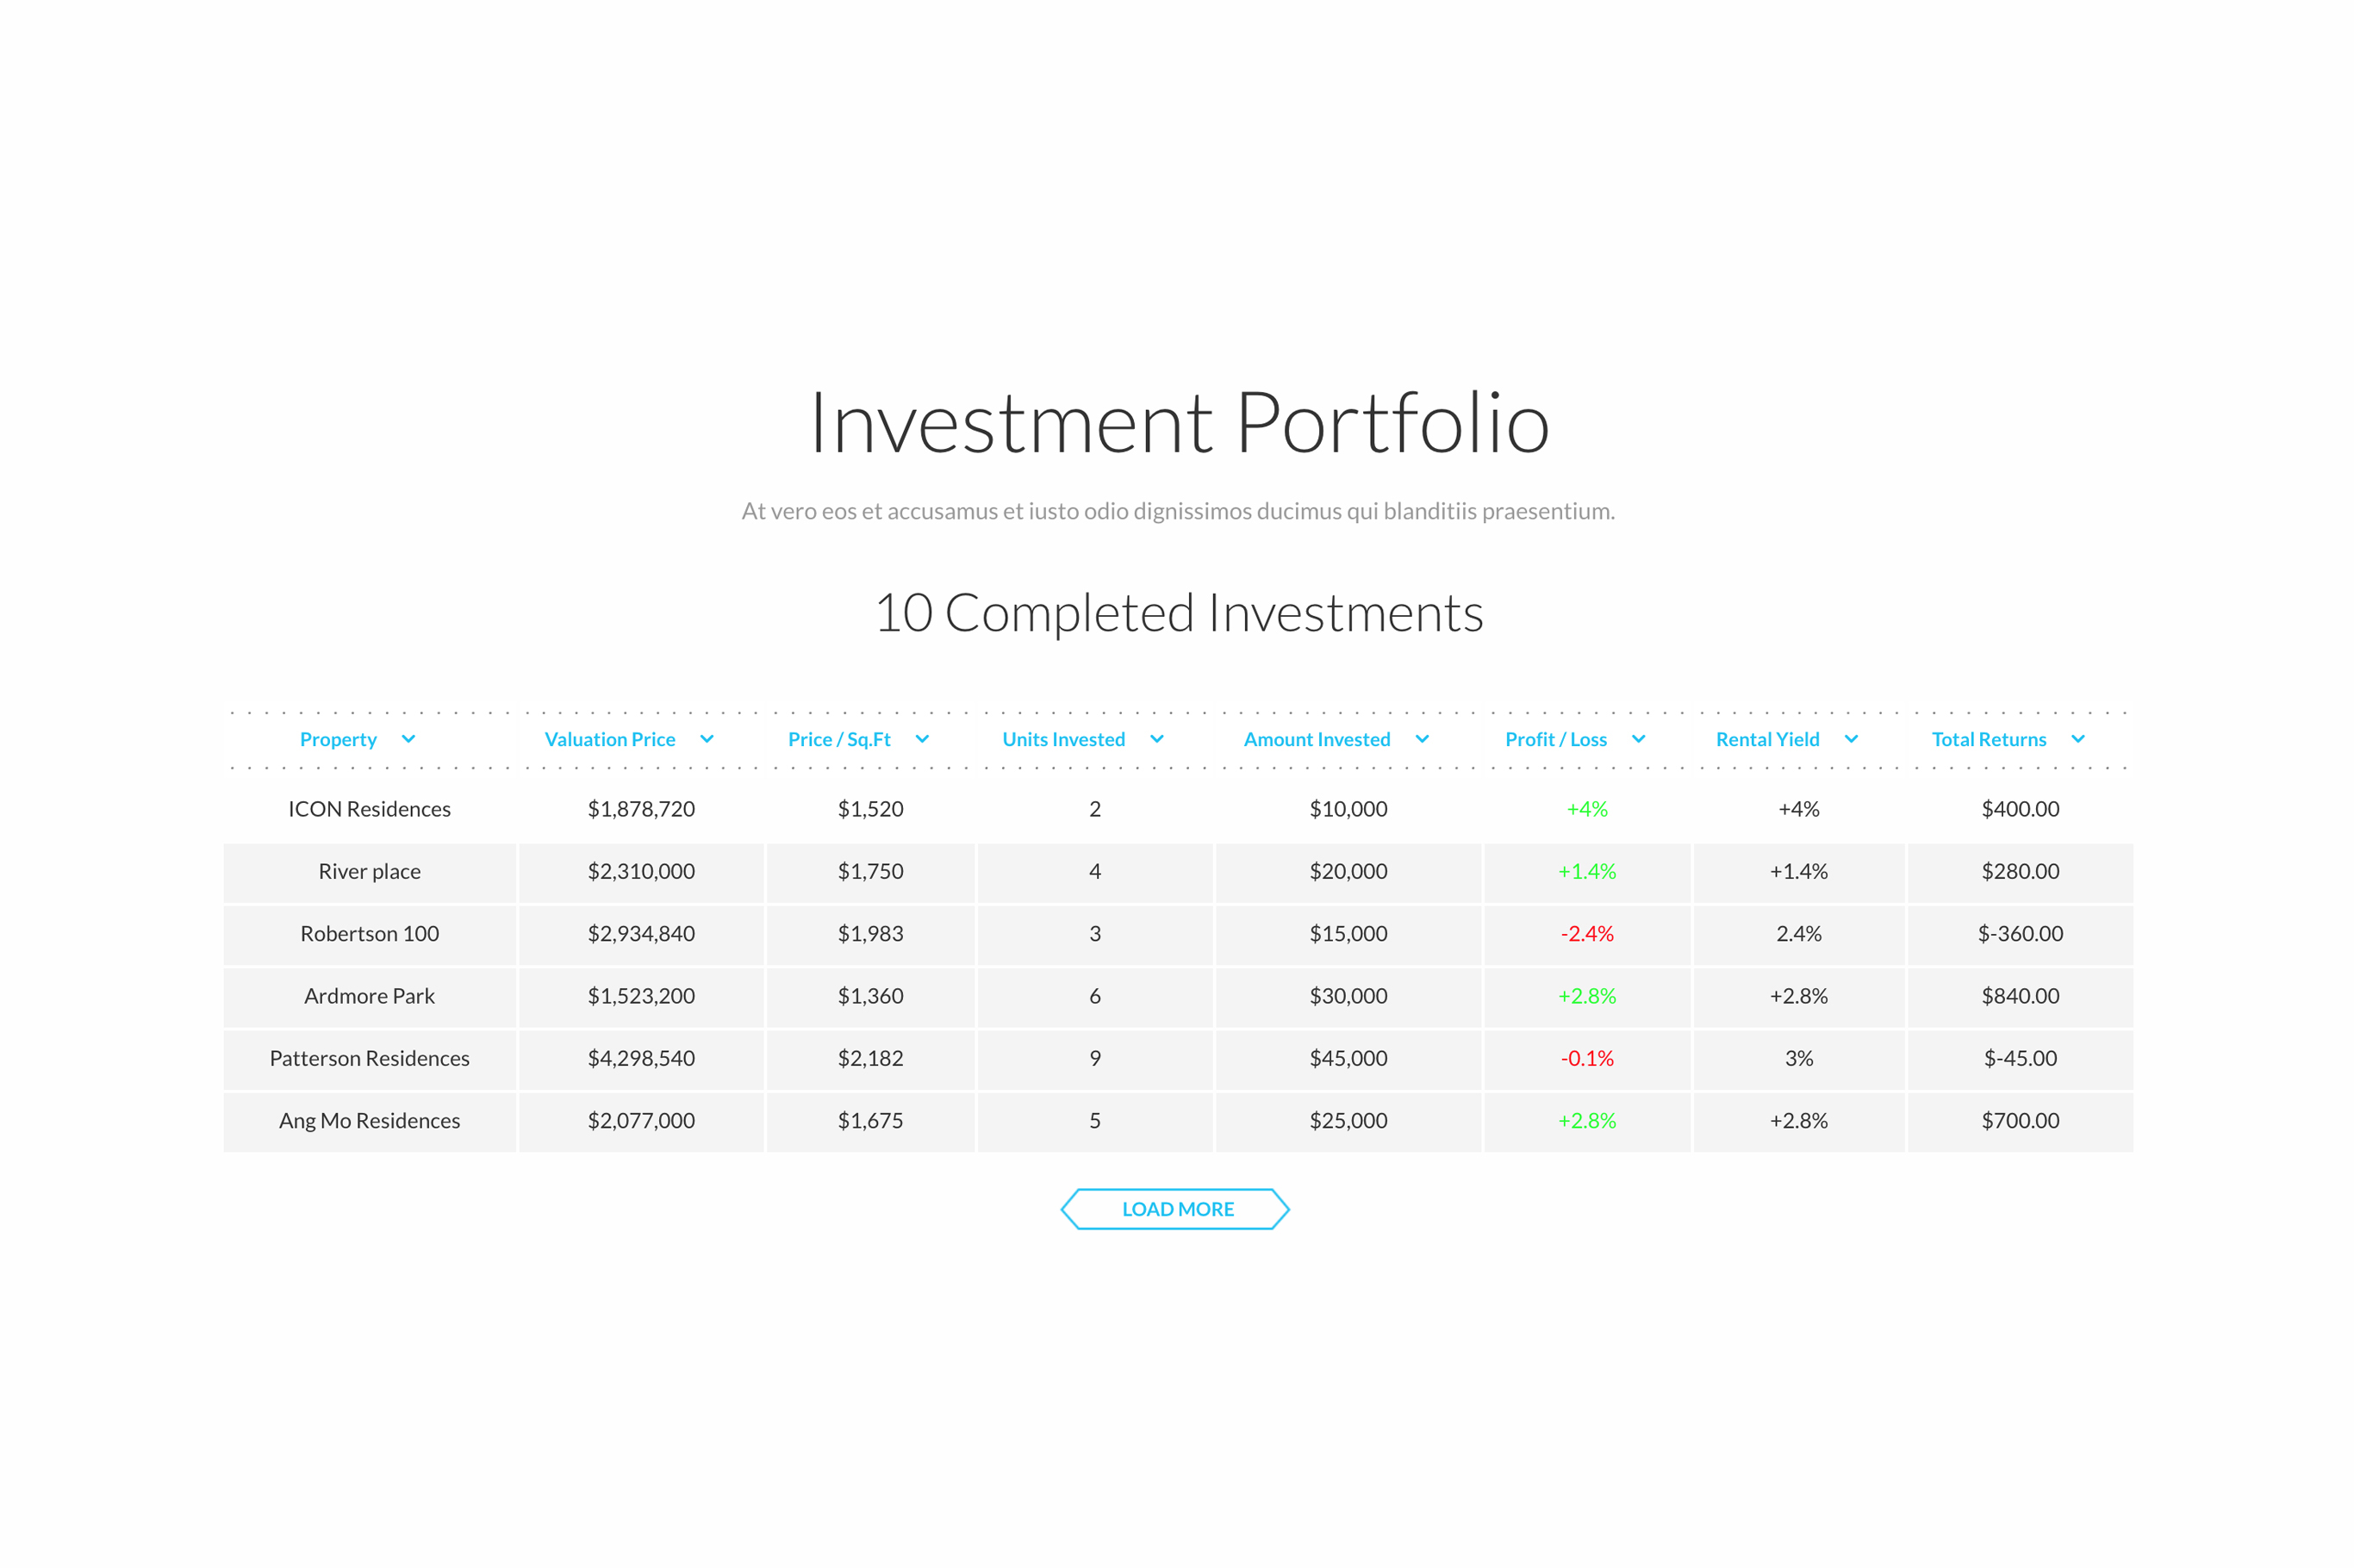 Investment Portfolio
At vero eos et accusamus et iusto odio dignissimos ducimus qui blanditiis praesentium.
10 Completed Investments
Property Valuation Price Price / Sq.Ft Units Invested Amount Invested Profit / Loss Rental Yield Total Returns
ICON Residences $1,878,720 $1,520 2 $10,000 +4% +4% $400.00
River place $2,310,000 $1,750 4 $20,000 +1.4% +1.4% $280.00
Robertson 100 $2,934,840 $1,983 3 $15,000 -2.4% 2.4% $-360.00
Ardmore Park $1,523,200 $1,360 6 $30,000 +2.8% +2.8% $840.00
Patterson Residences $4,298,540 $2,182 9 $45,000 -0.1% 3% $-45.00
Ang Mo Residences $2,077,000 $1,675 5 $25,000 +2.8% +2.8% $700.00
LOAD MORE